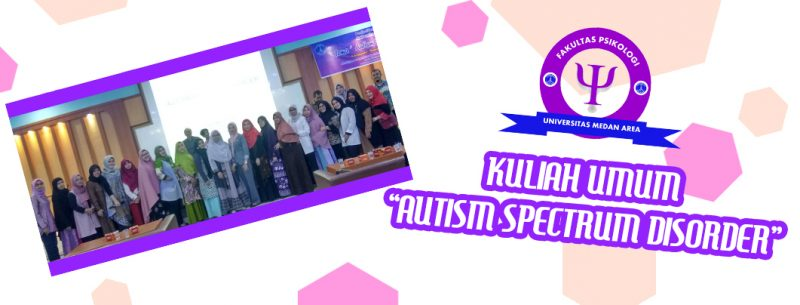 FAKULTAS PSIKOLOGI
Ψ
UNIVERSITAS MEDAN AREA
KULIAH UMUM
“AUTISM SPECTRUM DISORDER”